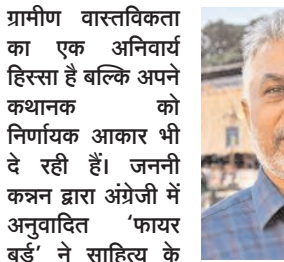 ग्रामीण वास्तविकता
का एक अनिवार्य
हिस्सा है बल्कि अपने
कथानक को
निर्णायक आकार भी
दे रही हैं। जननी
कन्नन द्वारा अंग्रेजी में
अनुवादित ‘फायर
बर्ड’ ने साहित्य के